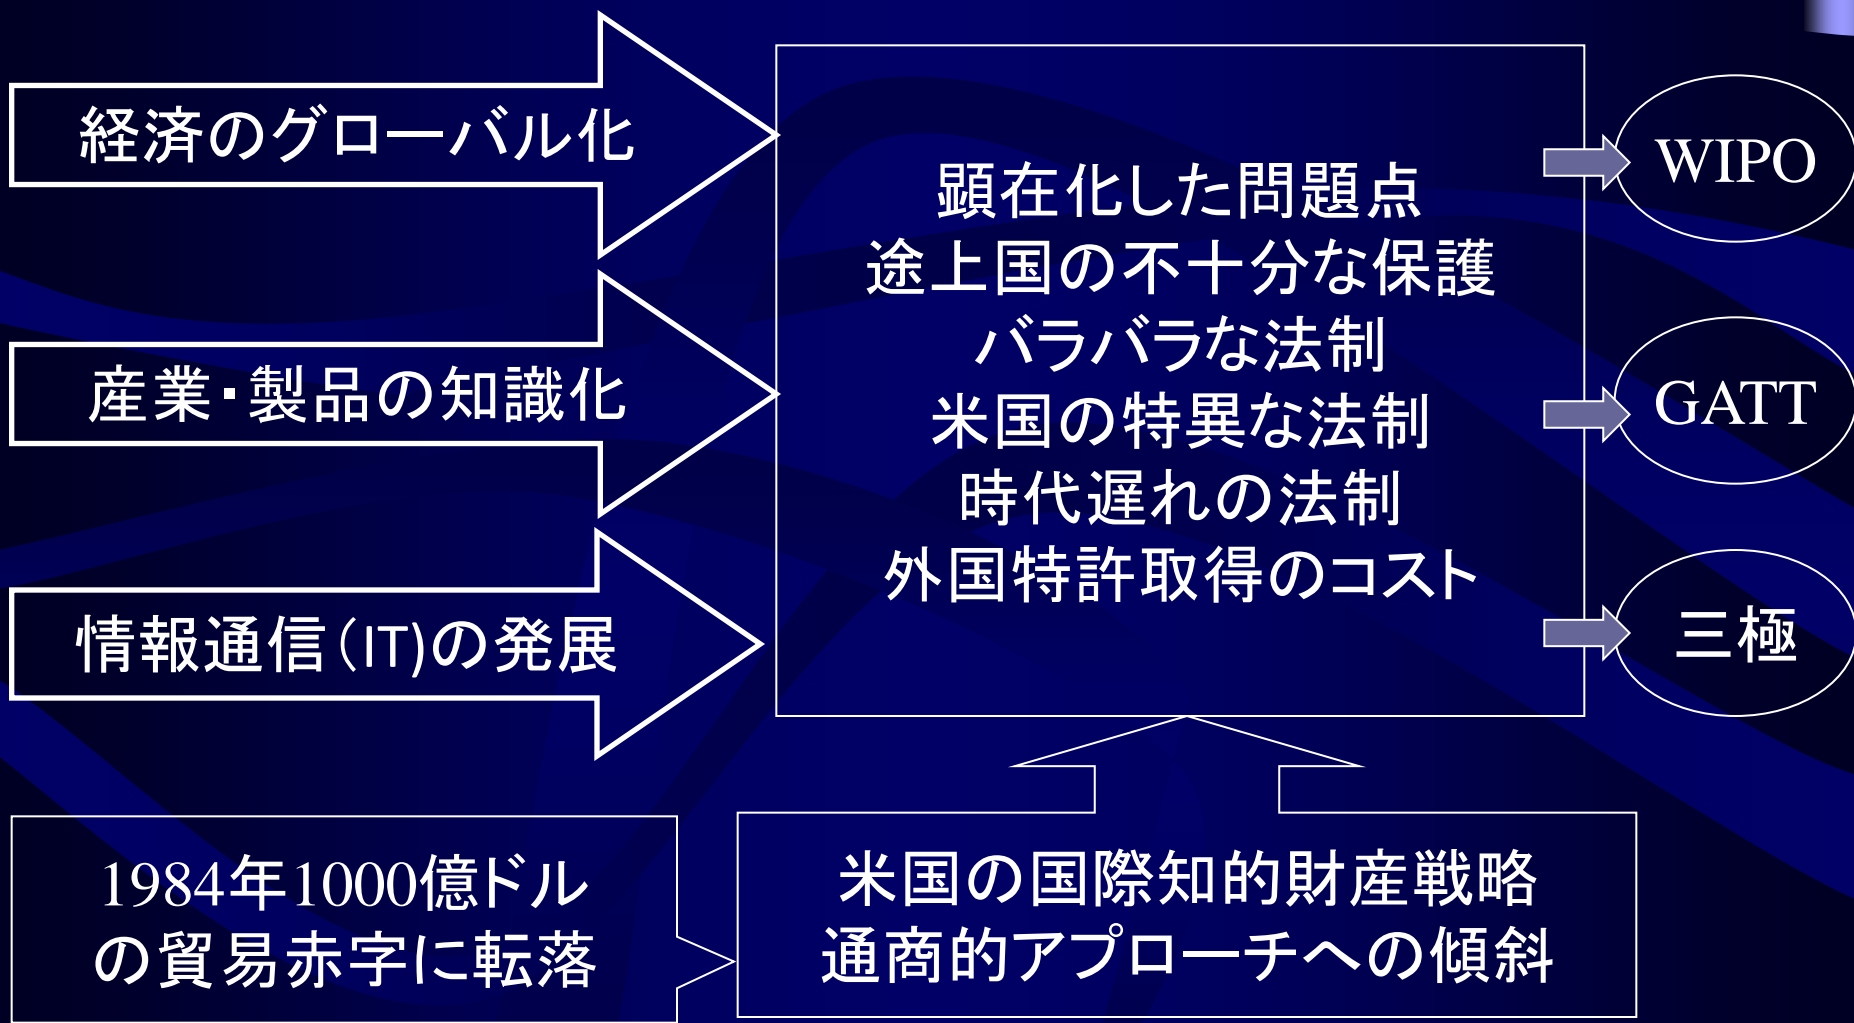 経済のグローバル化
産業・製品の知識化
情報通信（IT)の発展
顕在化した問題点
途上国の不十分な保護
バラバラな法制
米国の特異な法制
時代遅れの法制
外国特許取得のコスト
WIPO
GATT
三極
1984年1000億ドル
の貿易赤字に転落
米国の国際知的財産戦略
通商的アプローチへの傾斜